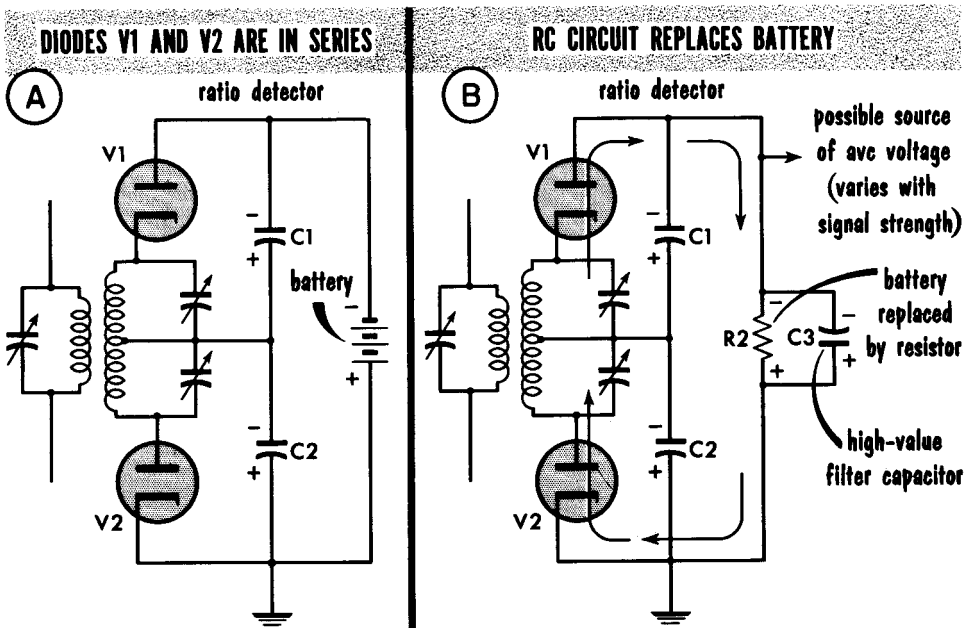 DIODES V1 AND V2 ARE IN SERIES
A
ratio detector
V1
−
C1
+
battery
−
+
−
C2
+
V2
RC CIRCUIT REPLACES BATTERY
B
ratio detector
V1
possible source
of avc voltage
(varies with
signal strength)
−
C1
+
battery
replaced
by resistor
−
R2
+
−
C3
+
−
C2
+
high-value
filter capacitor
V2